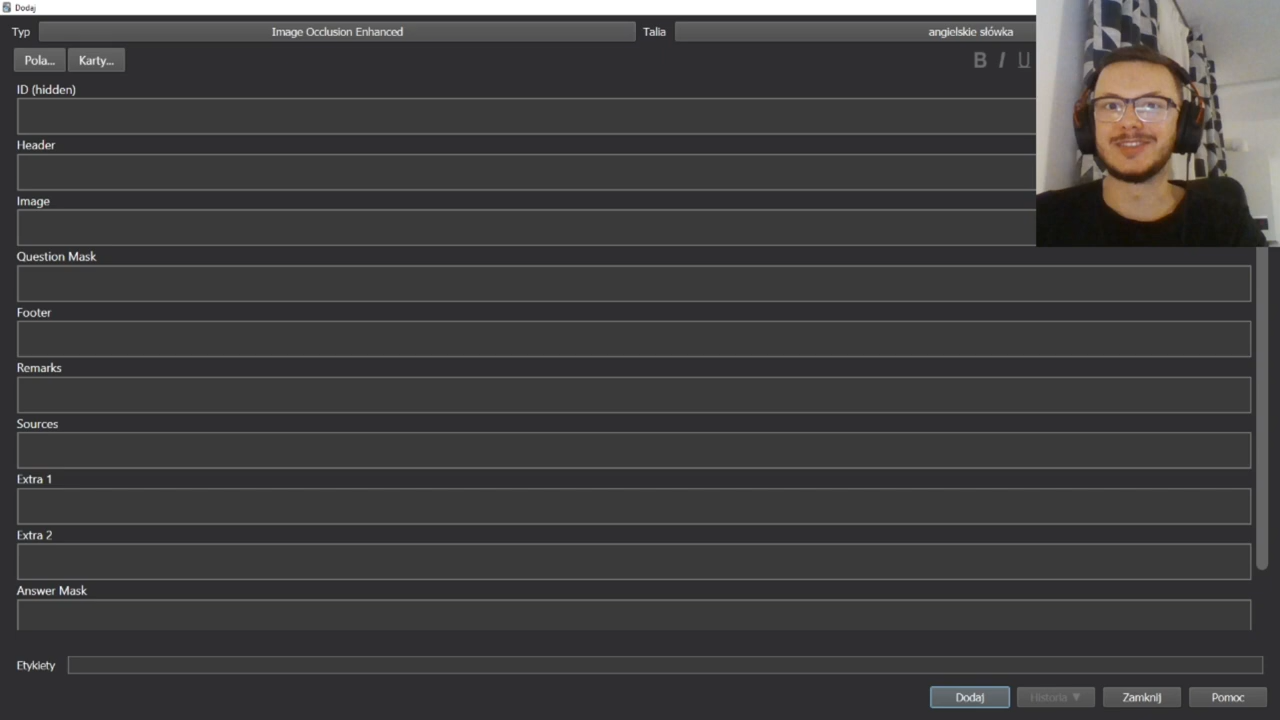 Dodaj
Typ Image Occlusion Enhanced Talia angielskie słówka
Pola... Karty... B I U
ID (hidden)
Header
Image
Question Mask
Footer
Remarks
Sources
Extra 1
Extra 2
Answer Mask
Etykiety
Dodaj Historia ▼ Zamknij Pomoc